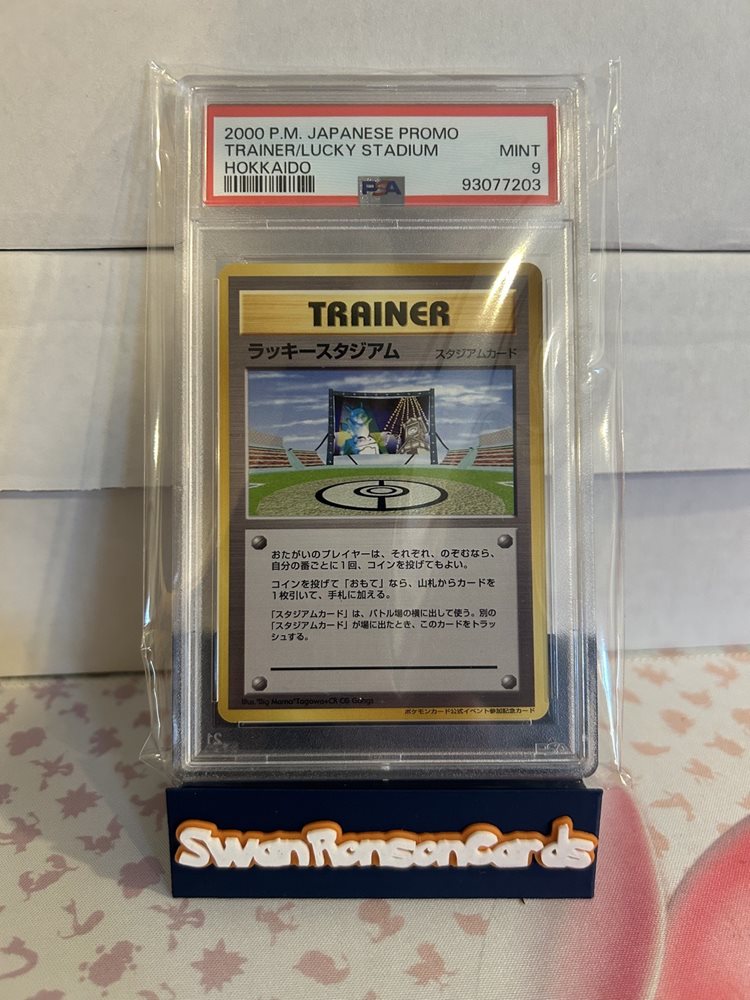 2000 P.M. JAPANESE PROMO
TRAINER/LUCKY STADIUM MINT
HOKKAIDO 9
PSA 93077203
TRAINER
ラッキースタジアム スタジアムカード
おたがいのプレイヤーは、それぞれ、のぞむなら、
自分の番ごとに1回、コインを投げてもよい。
コインを投げて「おもて」なら、山札からカードを
1枚引いて、手札に加える。
「スタジアムカード」は、バトル場の横に出して使う。別の
「スタジアムカード」が場に出たとき、このカードをトラッ
シュする。
Illus."Big Mama"Tagawa+CR CG Gangs
ポケモンカード公式イベント参加記念カード
SwanRonsonCards